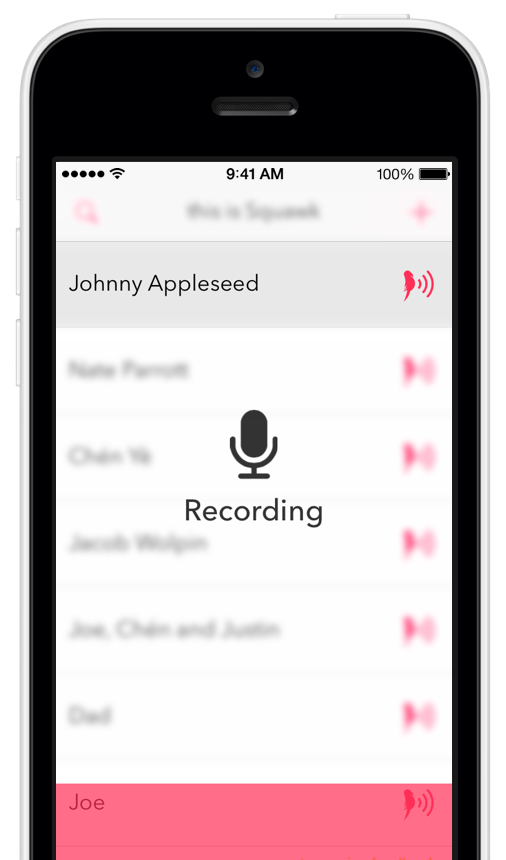 9:41 AM
100%
this is Squawk
Johnny Appleseed
Nate Parrott
Chén Yè
Recording
Jacob Wolpin
Joe, Chén and Justin
Dad
Joe